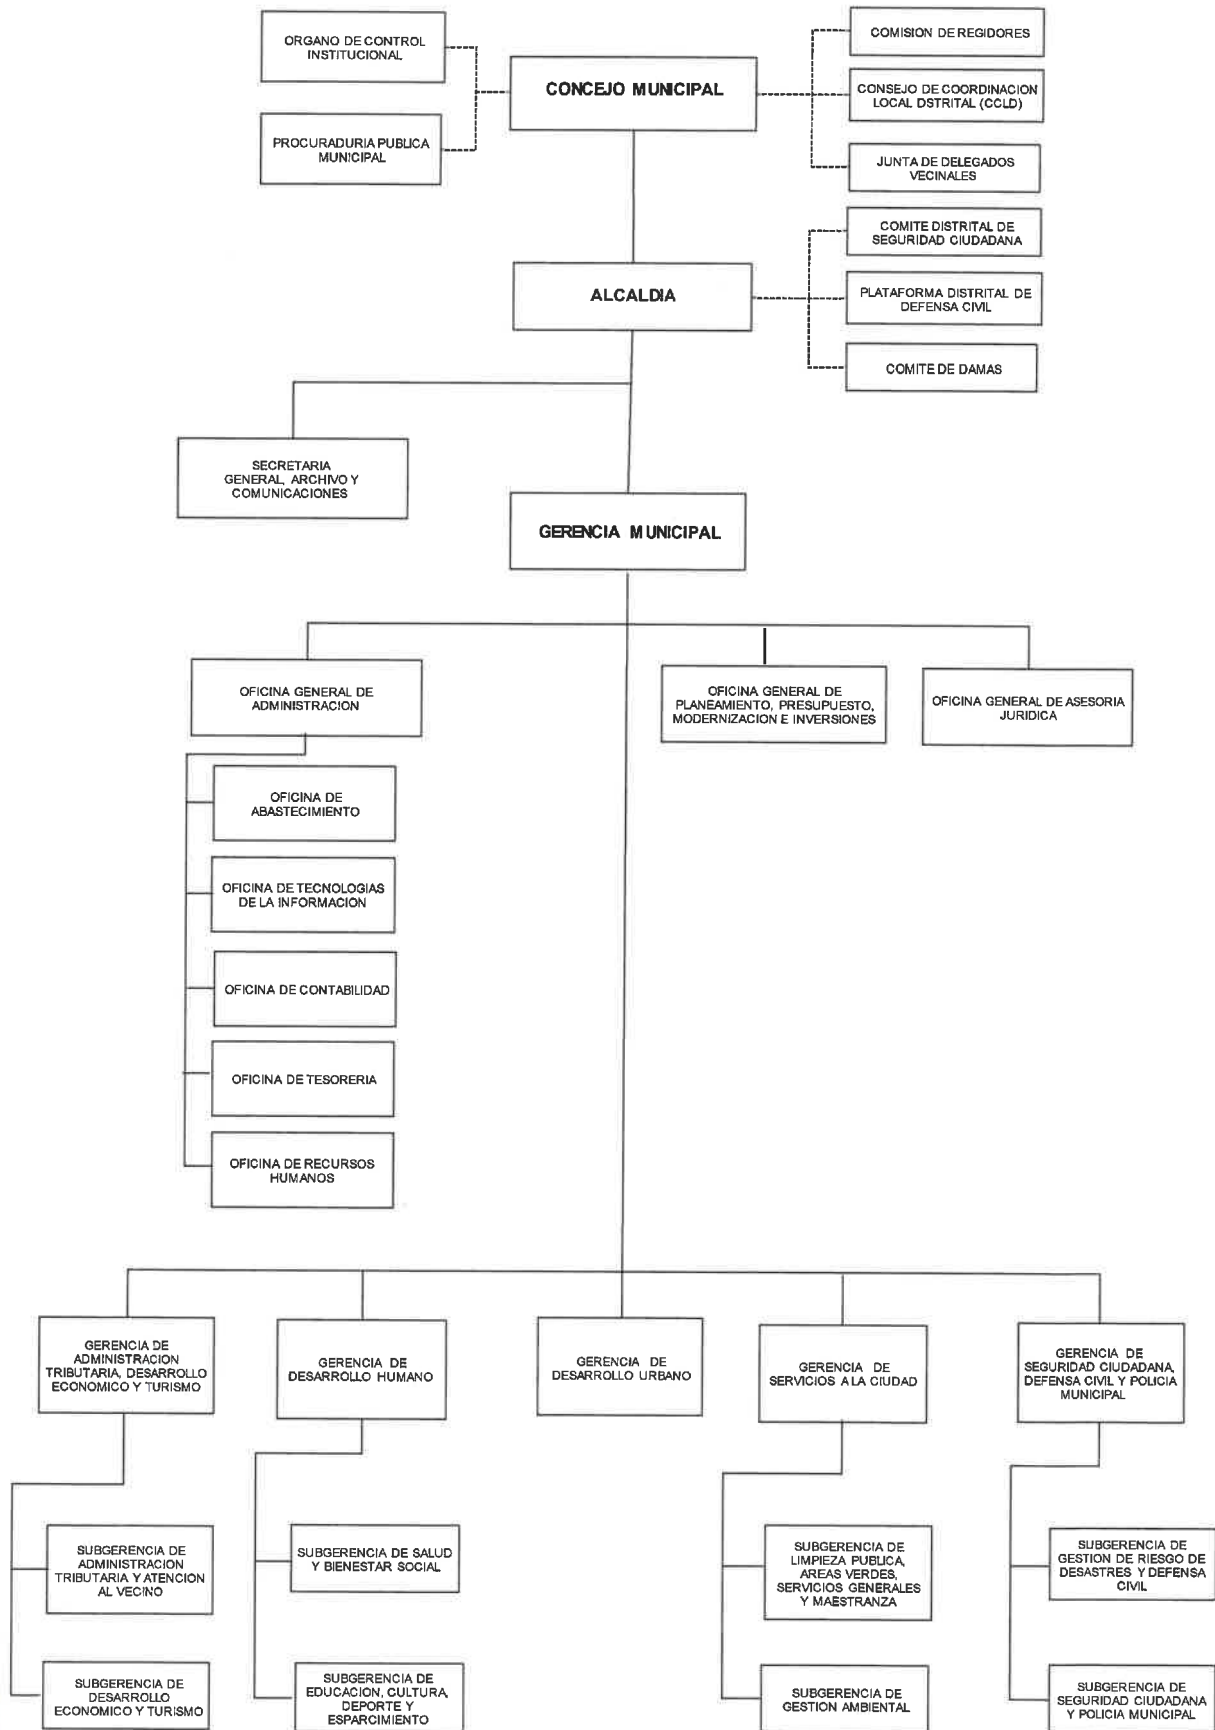 ORGANO DE CONTROL
INSTITUCIONAL
PROCURADURIA PUBLICA
MUNICIPAL
CONCEJO MUNICIPAL
COMISION DE REGIDORES
CONSEJO DE COORDINACION
LOCAL DSTRITAL (CCLD)
JUNTA DE DELEGADOS
VECINALES
COMITE DISTRITAL DE
SEGURIDAD CIUDADANA
ALCALDIA
PLATAFORMA DISTRITAL DE
DEFENSA CIVIL
COMITE DE DAMAS
SECRETARIA
GENERAL, ARCHIVO Y
COMUNICACIONES
GERENCIA MUNICIPAL
OFICINA GENERAL DE
ADMINISTRACION
OFICINA GENERAL DE
PLANEAMIENTO, PRESUPUESTO,
MODERNIZACION E INVERSIONES
OFICINA GENERAL DE ASESORIA
JURIDICA
OFICINA DE
ABASTECIMIENTO
OFICINA DE TECNOLOGIAS
DE LA INFORMACION
OFICINA DE CONTABILIDAD
OFICINA DE TESORERIA
OFICINA DE RECURSOS
HUMANOS
GERENCIA DE
ADMINISTRACION
TRIBUTARIA, DESARROLLO
ECONOMICO Y TURISMO
GERENCIA DE
DESARROLLO HUMANO
GERENCIA DE
DESARROLLO URBANO
GERENCIA DE
SERVICIOS A LA CIUDAD
GERENCIA DE
SEGURIDAD CIUDADANA,
DEFENSA CIVIL Y POLICIA
MUNICIPAL
SUBGERENCIA DE
ADMINISTRACION
TRIBUTARIA Y ATENCION
AL VECINO
SUBGERENCIA DE SALUD
Y BIENESTAR SOCIAL
SUBGERENCIA DE
LIMPIEZA PUBLICA,
AREAS VERDES,
SERVICIOS GENERALES
Y MAESTRANZA
SUBGERENCIA DE
GESTION DE RIESGO DE
DESASTRES Y DEFENSA
CIVIL
SUBGERENCIA DE
DESARROLLO
ECONOMICO Y TURISMO
SUBGERENCIA DE
EDUCACION, CULTURA,
DEPORTE Y
ESPARCIMIENTO
SUBGERENCIA DE
GESTION AMBIENTAL
SUBGERENCIA DE
SEGURIDAD CIUDADANA
Y POLICIA MUNICIPAL